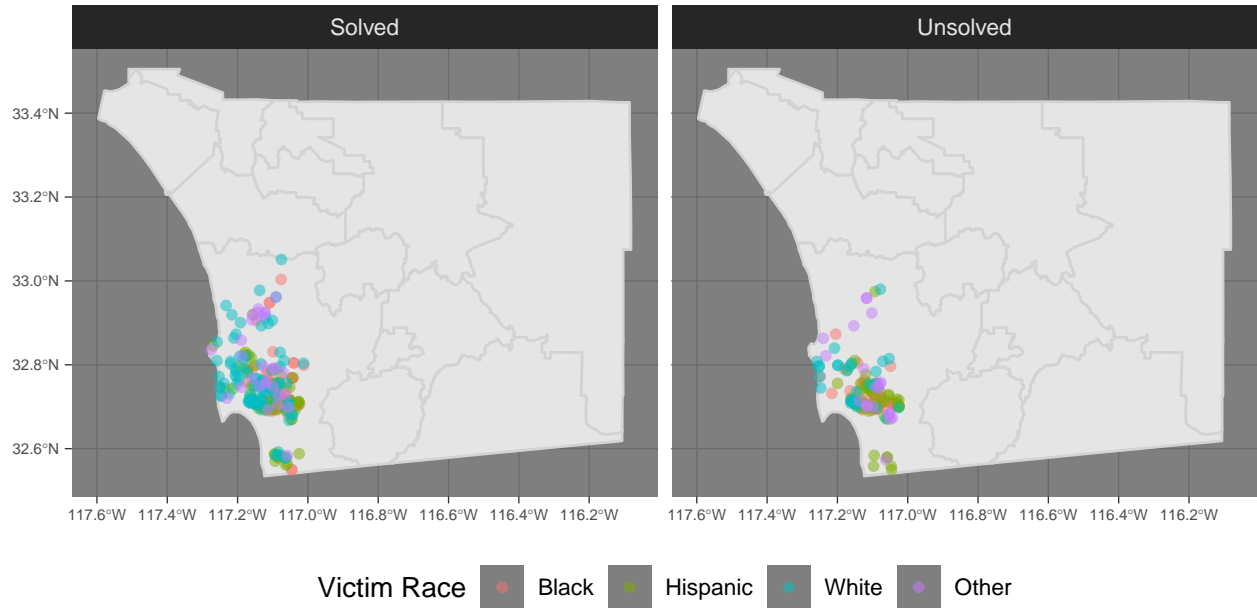 Solved Unsolved
33.4°N
33.2°N
33.0°N
32.8°N
32.6°N
117.6°W 117.4°W 117.2°W 117.0°W 116.8°W 116.6°W 116.4°W 116.2°W 117.6°W 117.4°W 117.2°W 117.0°W 116.8°W 116.6°W 116.4°W 116.2°W
Victim Race Black Hispanic White Other